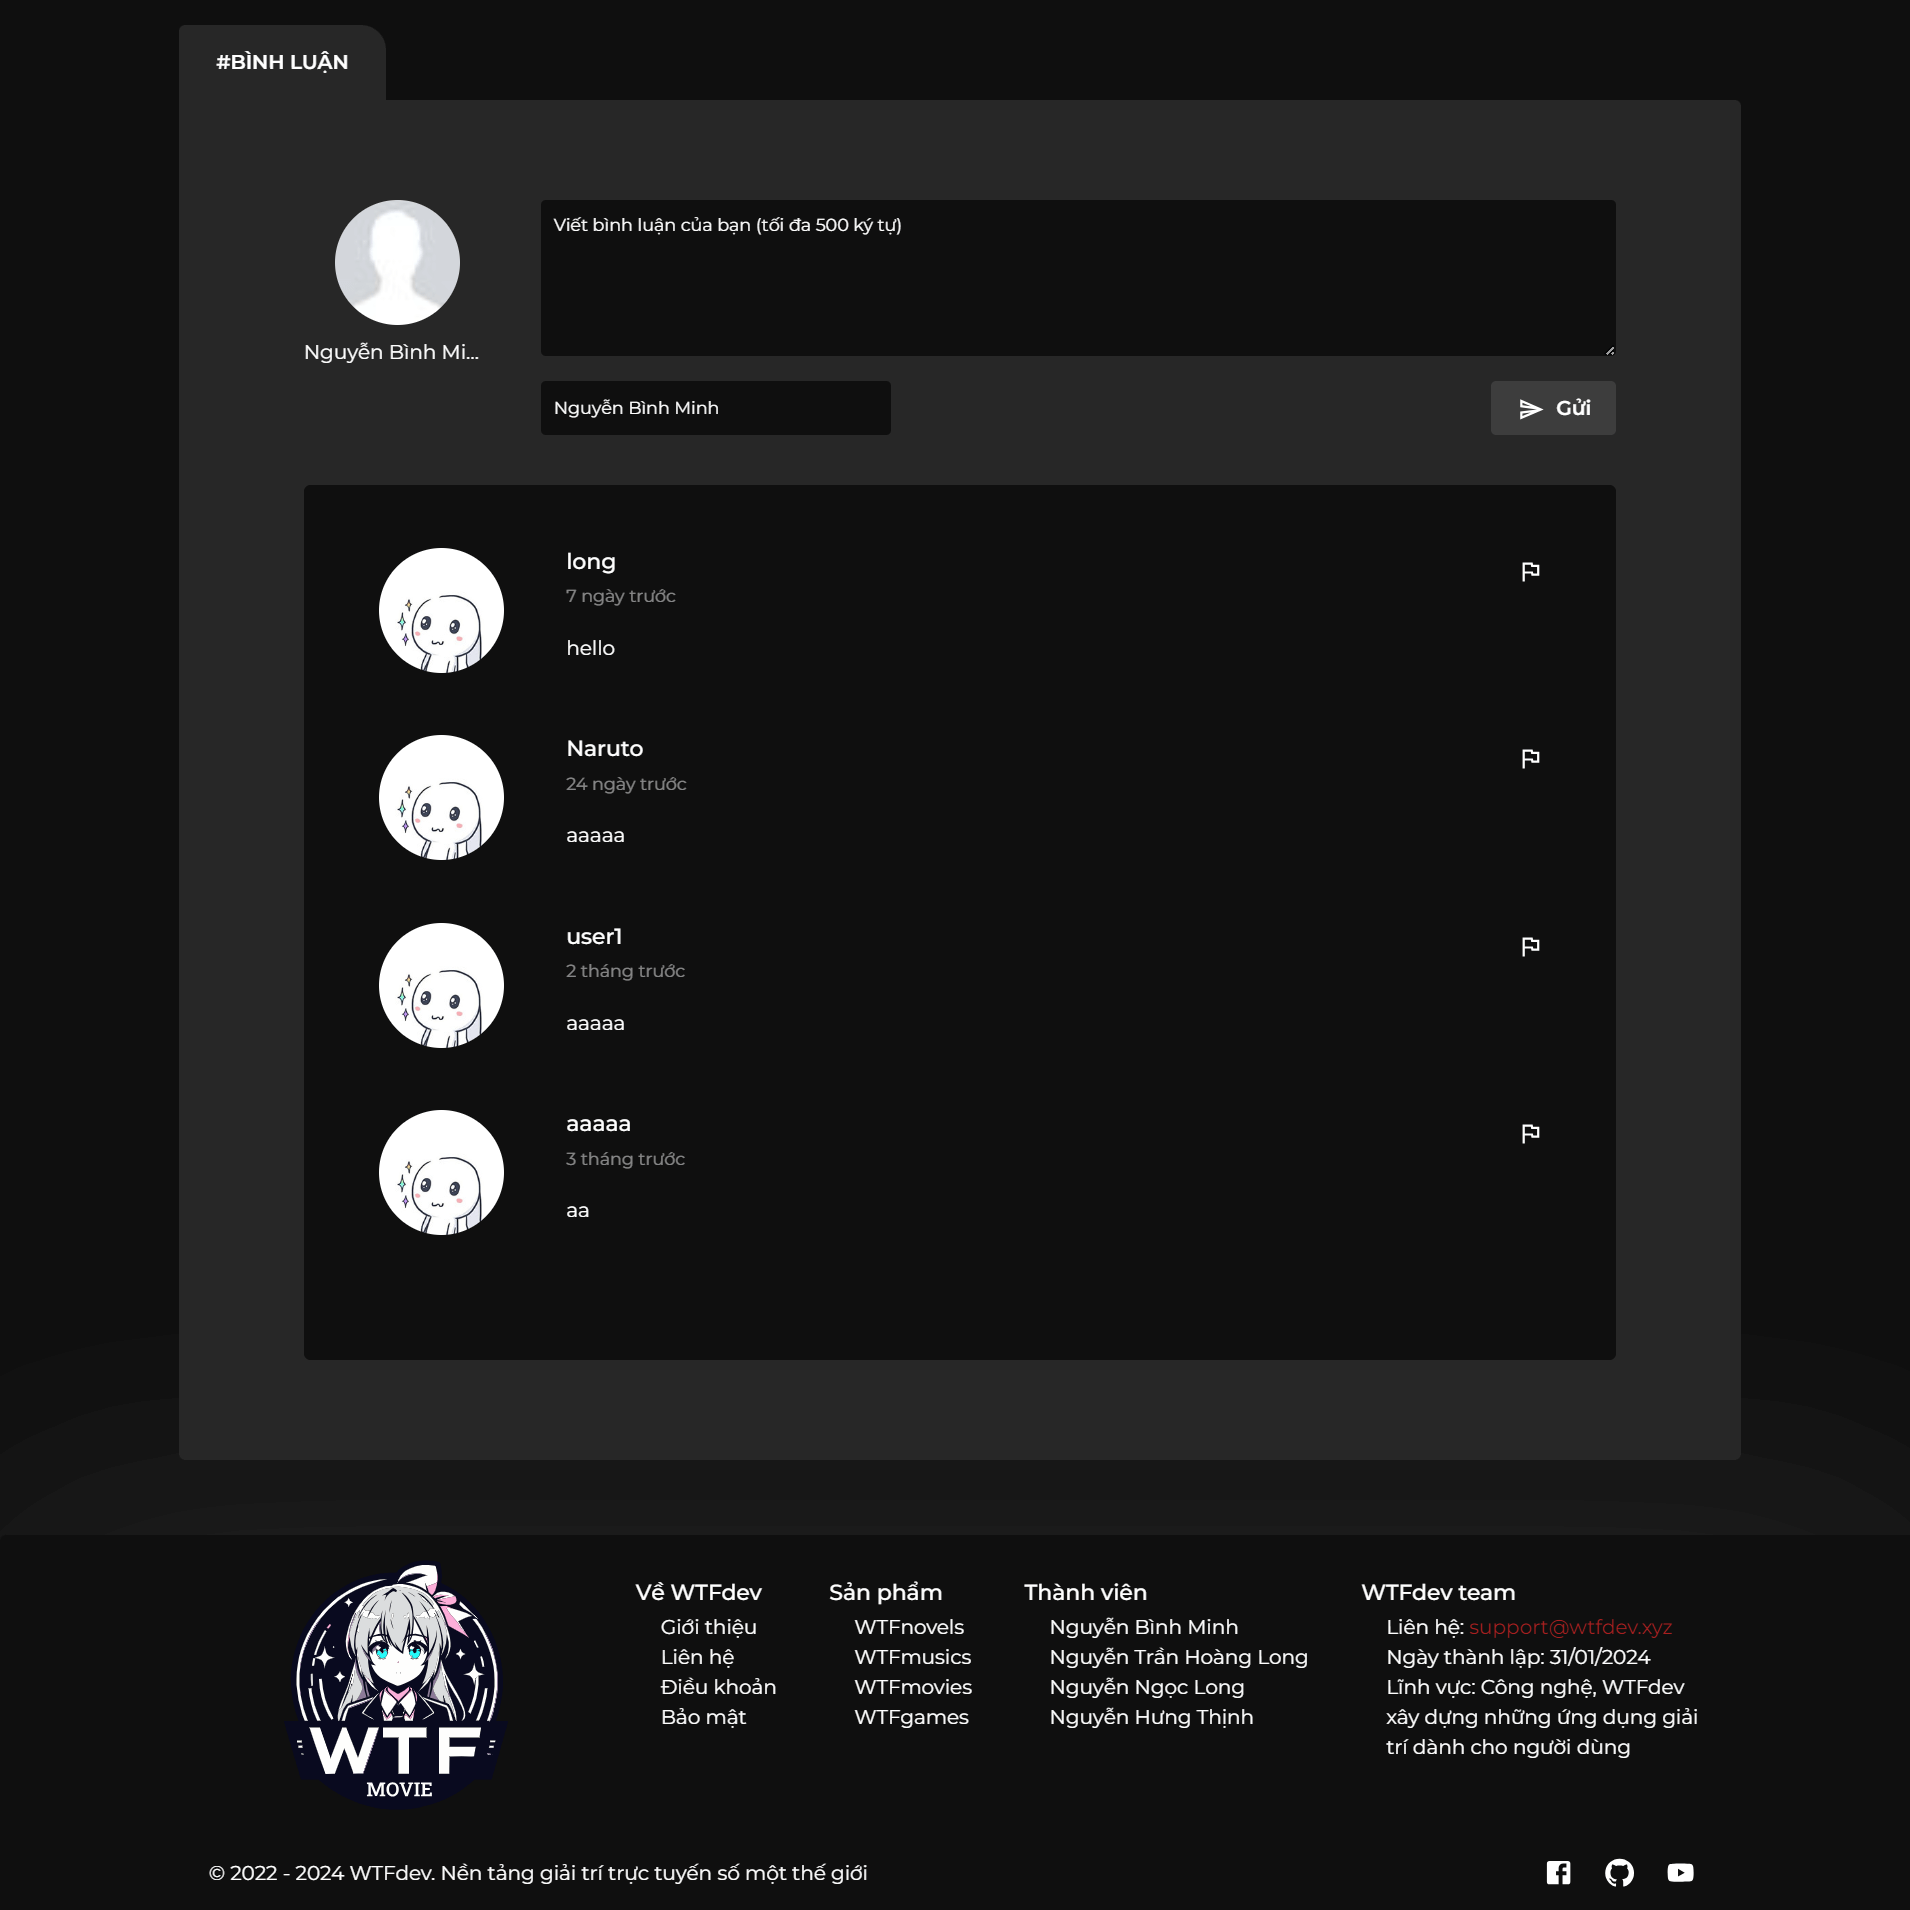 #BÌNH LUẬN
Viết bình luận của bạn (tối đa 500 ký tự)
Nguyễn Bình Mi...
Nguyễn Bình Minh
Gửi
long
7 ngày trước
hello
Naruto
24 ngày trước
aaaaa
user1
2 tháng trước
aaaaa
aaaaa
3 tháng trước
aa
WTF
MOVIE
Về WTFdev
Giới thiệu
Liên hệ
Điều khoản
Bảo mật
Sản phẩm
WTFnovels
WTFmusics
WTFmovies
WTFgames
Thành viên
Nguyễn Bình Minh
Nguyễn Trần Hoàng Long
Nguyễn Ngọc Long
Nguyễn Hưng Thịnh
WTFdev team
Liên hệ: support@wtfdev.xyz
Ngày thành lập: 31/01/2024
Lĩnh vực: Công nghệ, WTFdev
xây dựng những ứng dụng giải
trí dành cho người dùng
© 2022 - 2024 WTFdev. Nền tảng giải trí trực tuyến số một thế giới